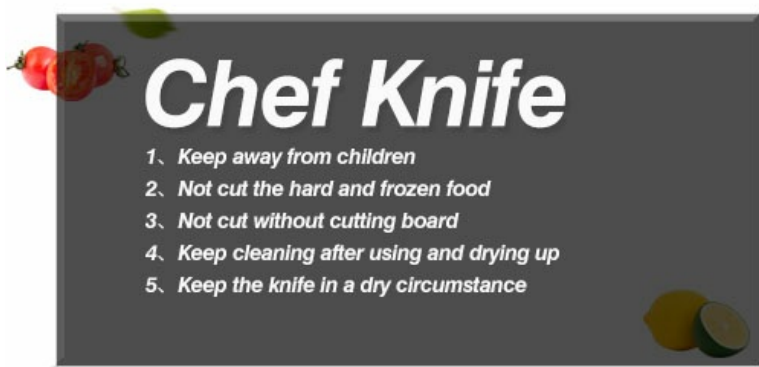 Chef Knife
1、Keep away from children
2、Not cut the hard and frozen food
3、Not cut without cutting board
4、Keep cleaning after using and drying up
5、Keep the knife in a dry circumstance